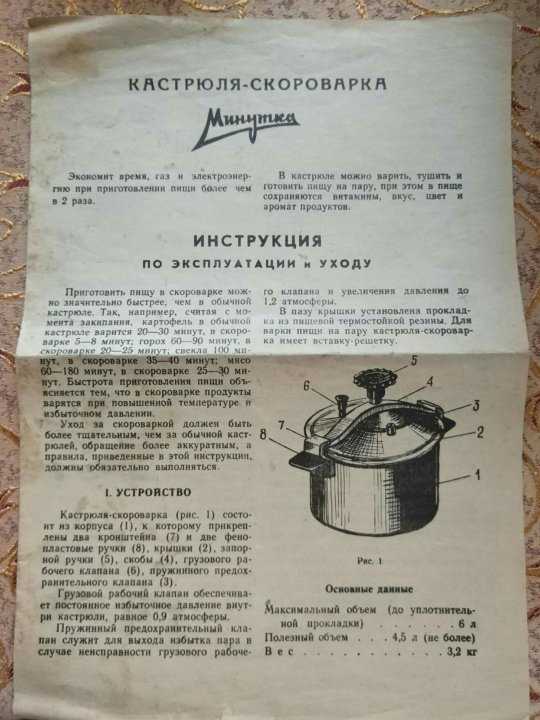 КАСТРЮЛЯ-СКОРОВАРКА
Минутка
Экономит время, газ и электроэнер-
гию при приготовлении пищи более чем
в 2 раза.
В кастрюле можно варить, тушить и
готовить пищу на пару, при этом в пище
сохраняются витамины, вкус, цвет и
аромат продуктов.
ИНСТРУКЦИЯ
ПО ЭКСПЛУАТАЦИИ и УХОДУ
Приготовить пищу в скороварке мож-
но значительно быстрее, чем в обычной
кастрюле. Так, например, считая с мо-
мента закипания, картофель в обычной
кастрюле варится 20—30 минут, в скоро-
варке 5—8 минут; горох 60—90 минут, в
скороварке 20—25 минут; свекла 100 ми-
нут, в скороварке 35—40 минут; мясо
60—180 минут, в скороварке 25—30 ми-
нут. Быстрота приготовления пищи объ-
ясняется тем, что в скороварке продукты
варятся при повышенной температуре и
избыточном давлении.
Уход за скороваркой должен быть
более тщательным, чем за обычной каст-
рюлей, обращение более аккуратным, а
правила, приведенные в этой инструкции,
должны обязательно выполняться.
I. УСТРОЙСТВО
Кастрюля-скороварка (рис. 1) состо-
ит из корпуса (1), к которому прикреп-
лены два кронштейна (7) и две фено-
пластовые ручки (8), крышки (2), запор-
ной ручки (5), скобы (4), грузового ра-
бочего клапана (6), пружинного предох-
ранительного клапана (3).
Грузовой рабочий клапан обеспечива-
ет постоянное избыточное давление внут-
ри кастрюли, равное 0,9 атмосферы.
Пружинный предохранительный кла-
пан служит для выхода избытка пара в
случае неисправности грузового рабоче-
го клапана и увеличения давления до
1,2 атмосферы.
В пазу крышки установлена проклад-
ка из пищевой термостойкой резины. Для
варки пищи на пару кастрюля-сковорар-
ка имеет вставку-решетку.
5
6
4
3
7
2
8
1
Рис. 1
Основные данные
Максимальный объем (до уплотнитель-
ной прокладки) . . . . . 6 л
Полезный объем . . . 4,5 л (не более)
Вес . . . . . . . . . . . 3,2 кг